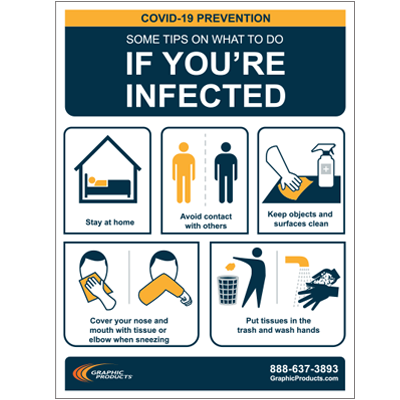 COVID-19 PREVENTION
SOME TIPS ON WHAT TO DO
IF YOU'RE
INFECTED
Stay at home
Avoid contact
with others
Keep objects and
surfaces clean
Cover your nose and
mouth with tissue or
elbow when sneezing
Put tissues in the
trash and wash hands
GRAPHIC
PRODUCTS
888-637-3893
GraphicProducts.com